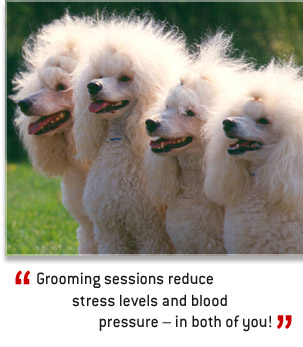 “ Grooming sessions reduce
stress levels and blood
pressure – in both of you! ”